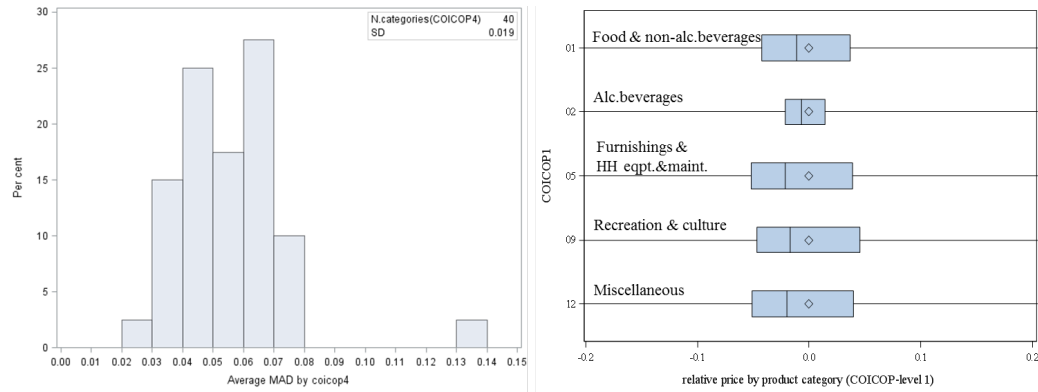 N.categories(COICOP4) 40
SD 0.019
30
25
20
15
10
5
0
Per cent
0.00 0.01 0.02 0.03 0.04 0.05 0.06 0.07 0.08 0.09 0.10 0.11 0.12 0.13 0.14 0.15
Average MAD by coicop4
COICOP1
01 Food & non-alc.beverages
02 Alc.beverages
Furnishings &
HH eqpt.&maint.
05
Recreation & culture
09
Miscellaneous
12
-0.2 -0.1 0.0 0.1 0.2
relative price by product category (COICOP-level 1)